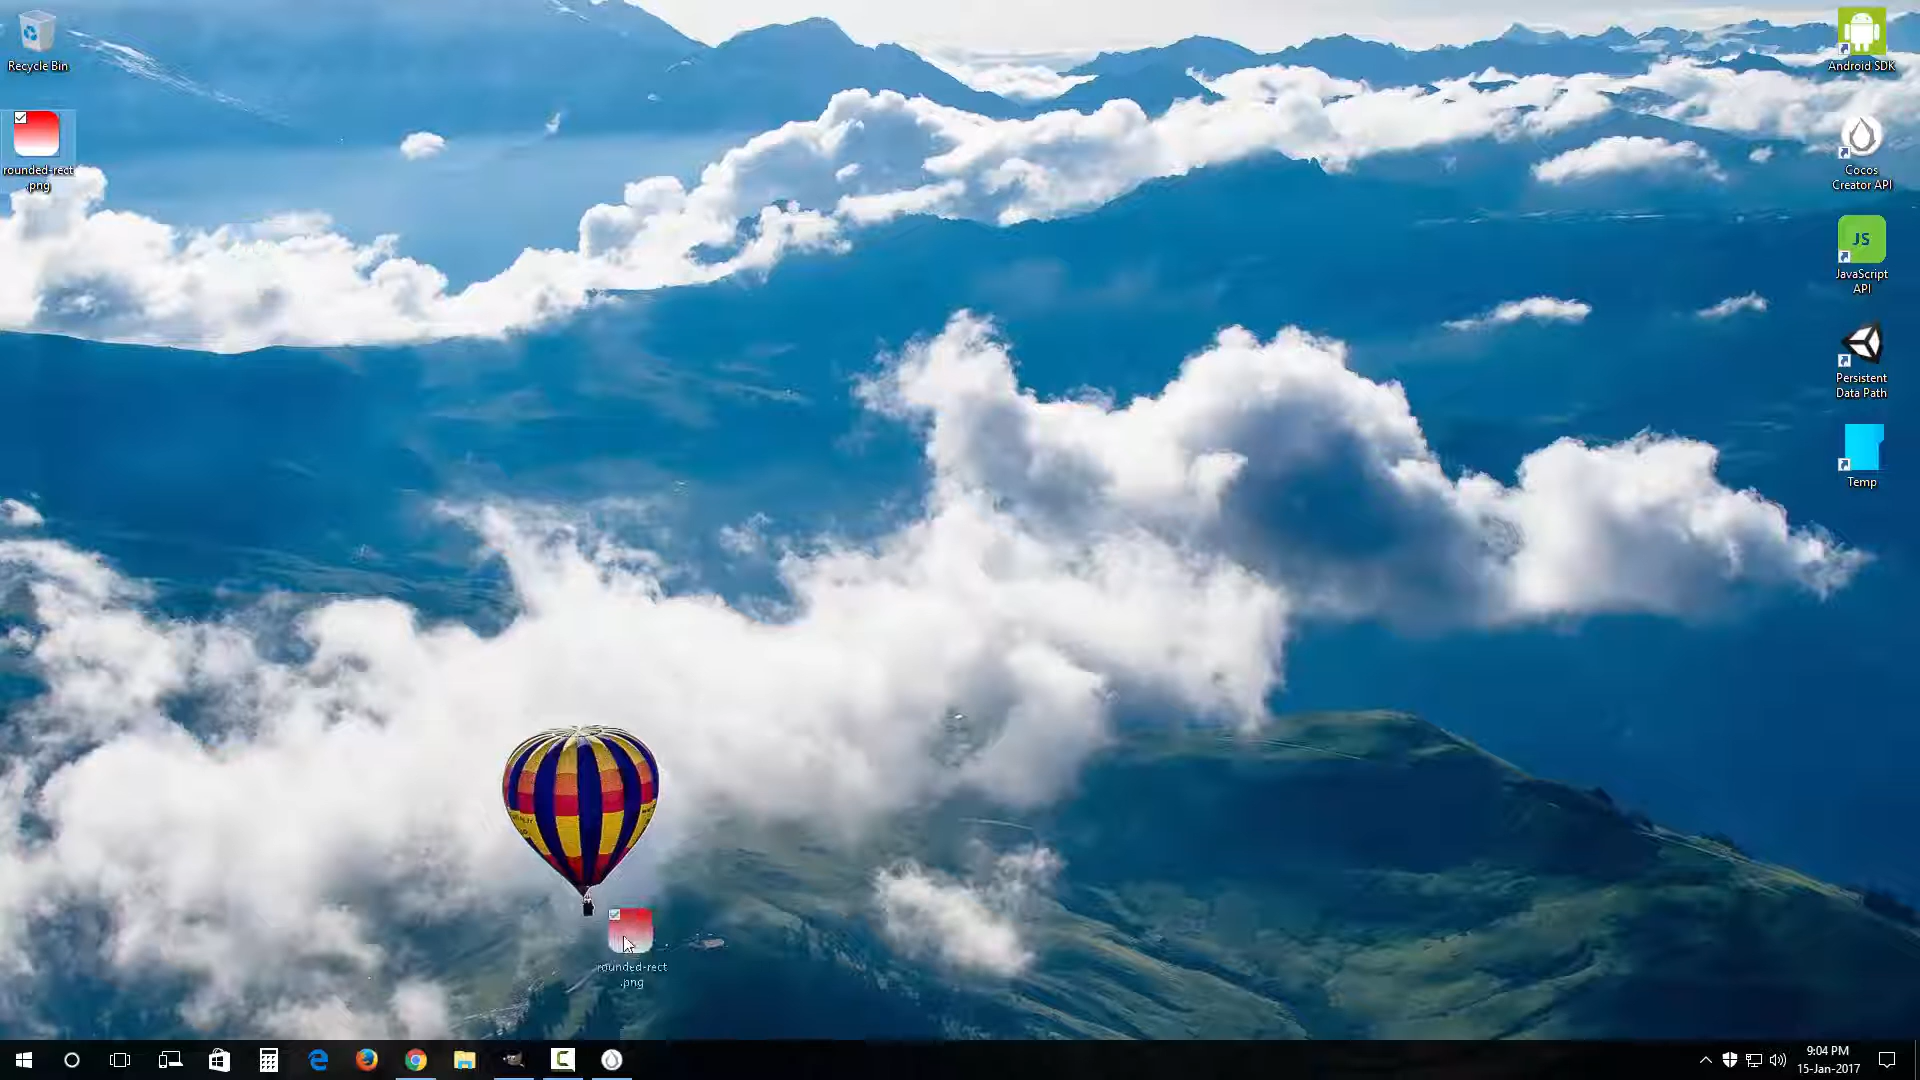 Recycle Bin
rounded-rect
.png
Android SDK
Cocos
Creator API
JS
JavaScript
API
Persistent
Data Path
Temp
rounded-rect
.png
9:04 PM
15-Jan-2017